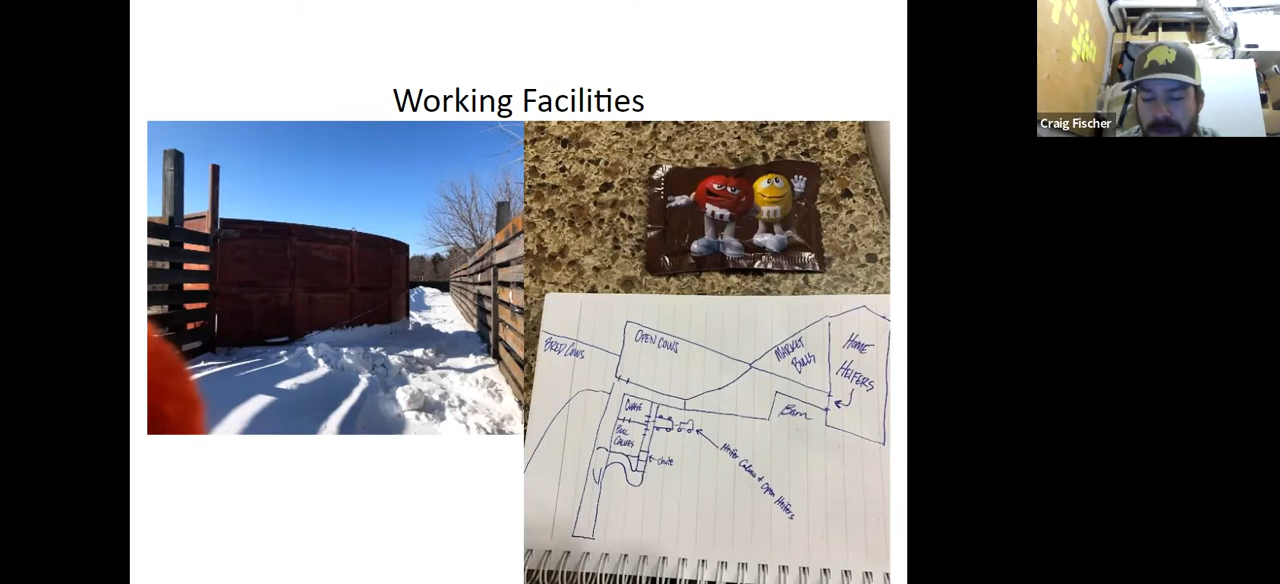 Working Facilities
Craig Fischer
BRED COWS
OPEN COWS
MARKET
BULLS
HOME
HEIFERS
Barn
BULL
CALVES
chute
Heifer Calves + Open Heifers
m
m